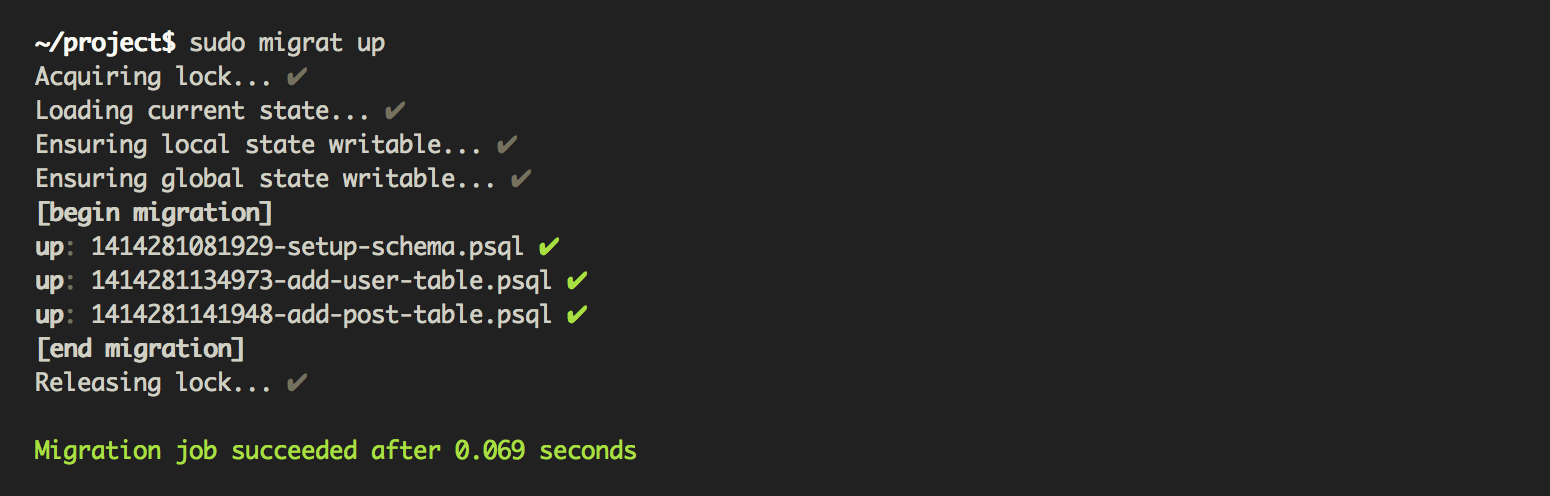 ~/project$ sudo migrat up
Acquiring lock... ✔
Loading current state... ✔
Ensuring local state writable... ✔
Ensuring global state writable... ✔
[begin migration]
up: 1414281081929-setup-schema.psql ✔
up: 1414281134973-add-user-table.psql ✔
up: 1414281141948-add-post-table.psql ✔
[end migration]
Releasing lock... ✔
Migration job succeeded after 0.069 seconds